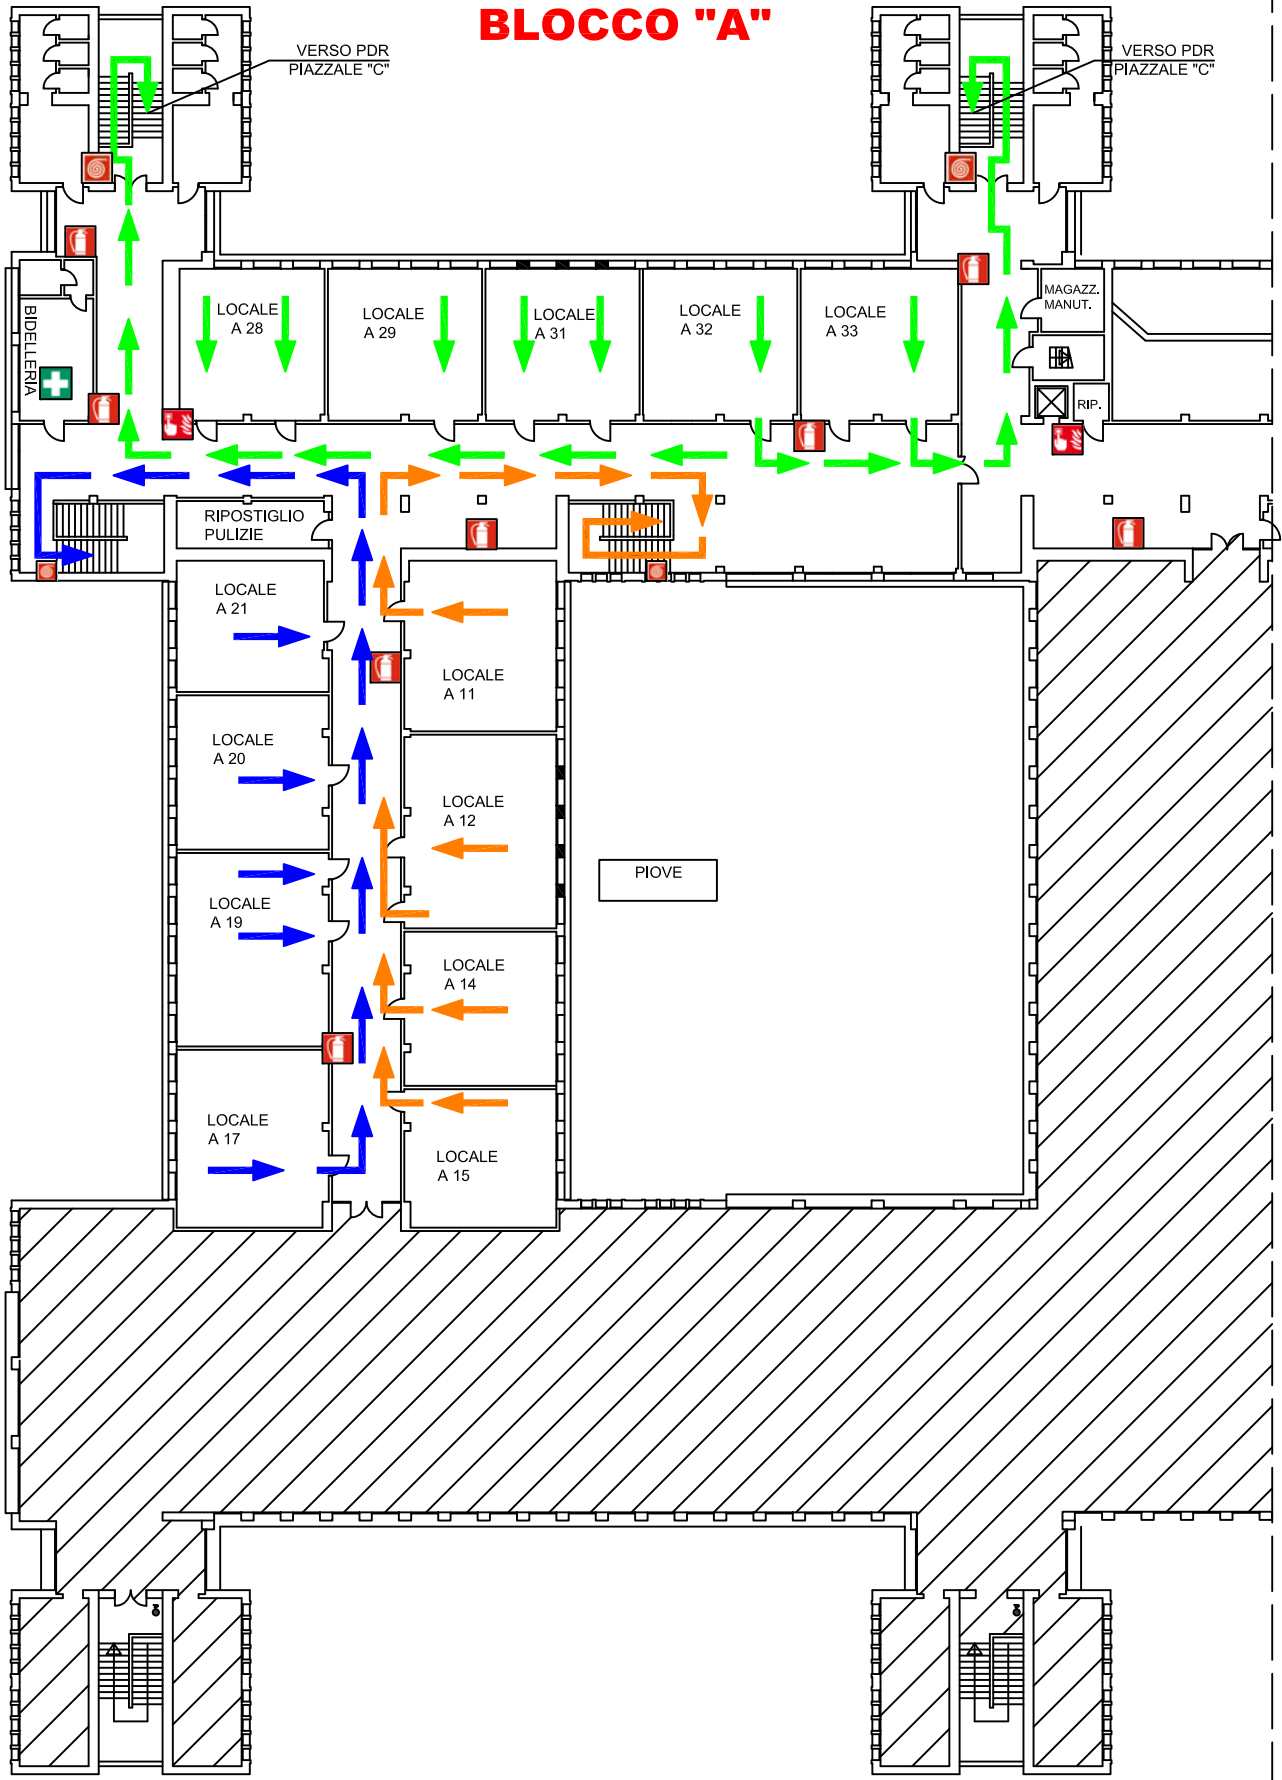 BLOCCO "A"
VERSO PDR
PIAZZALE "C"
VERSO PDR
PIAZZALE "C"
BIDELLERIA
LOCALE
A 28
LOCALE
A 29
LOCALE
A 31
LOCALE
A 32
LOCALE
A 33
MAGAZZ.
MANUT.
RIP.
RIPOSTIGLIO
PULIZIE
LOCALE
A 21
LOCALE
A 11
LOCALE
A 20
LOCALE
A 12
PIOVE
LOCALE
A 19
LOCALE
A 14
LOCALE
A 17
LOCALE
A 15